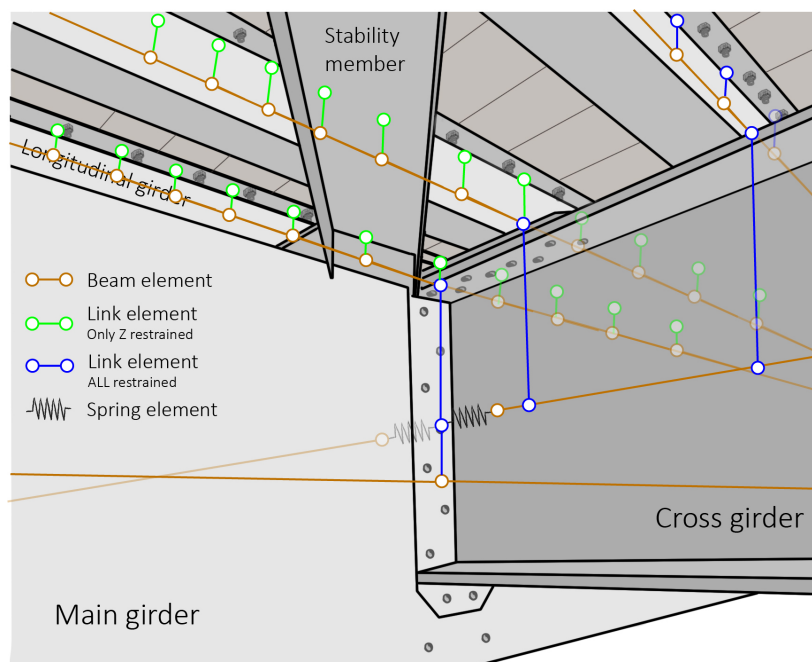 Stability
member
Longitudinal girder
Beam element
Link element
Only Z restrained
Link element
ALL restrained
Spring element
Cross girder
Main girder